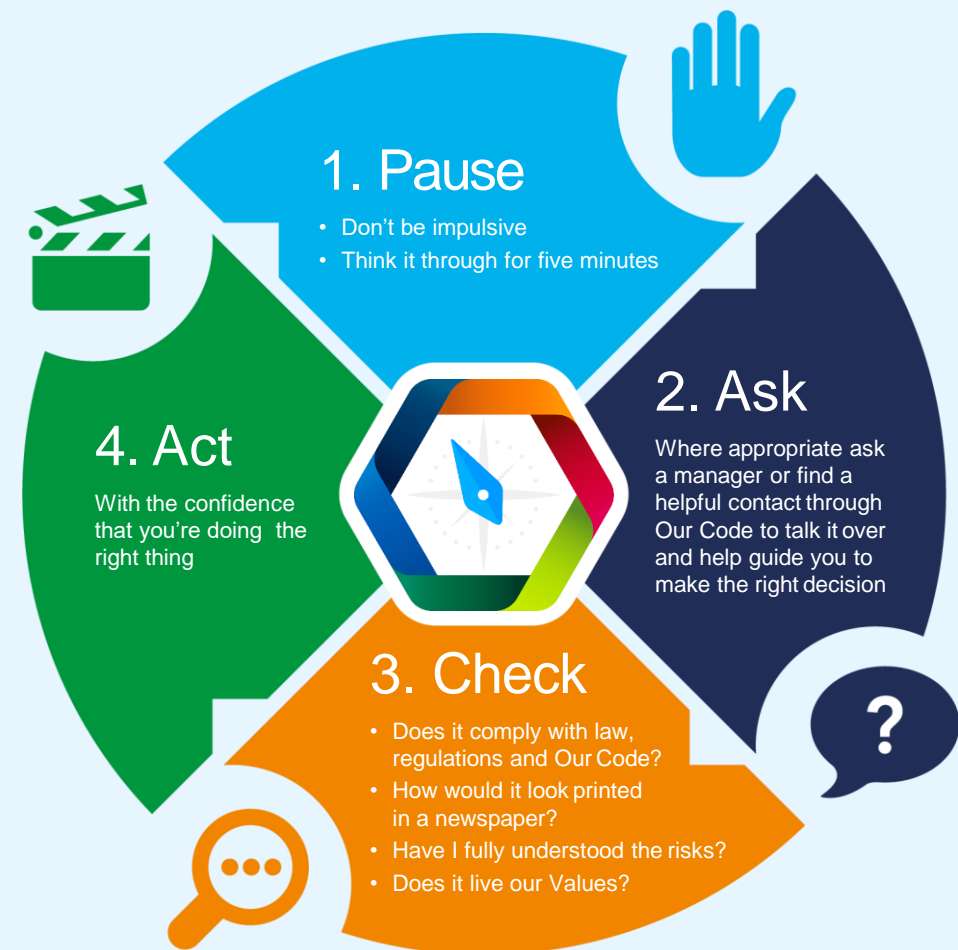 1. Pause
• Don't be impulsive
• Think it through for five minutes
2. Ask
Where appropriate ask
a manager or find a
helpful contact through
Our Code to talk it over
and help guide you to
make the right decision
?
3. Check
• Does it comply with law,
regulations and Our Code?
• How would it look printed
in a newspaper?
• Have I fully understood the risks?
• Does it live our Values?
4. Act
With the confidence
that you're doing the
right thing